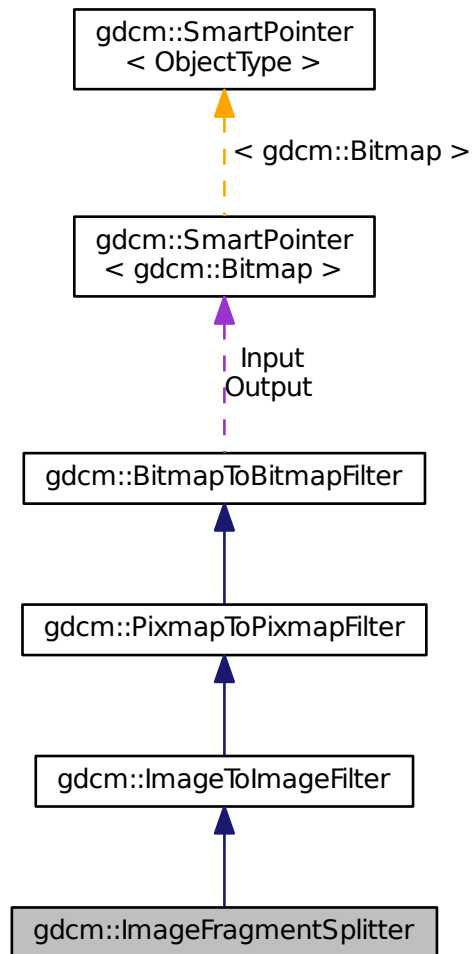 gdcm::SmartPointer
< ObjectType >
< gdcm::Bitmap >
gdcm::SmartPointer
< gdcm::Bitmap >
Input
Output
gdcm::BitmapToBitmapFilter
gdcm::PixmapToPixmapFilter
gdcm::ImageToImageFilter
gdcm::ImageFragmentSplitter